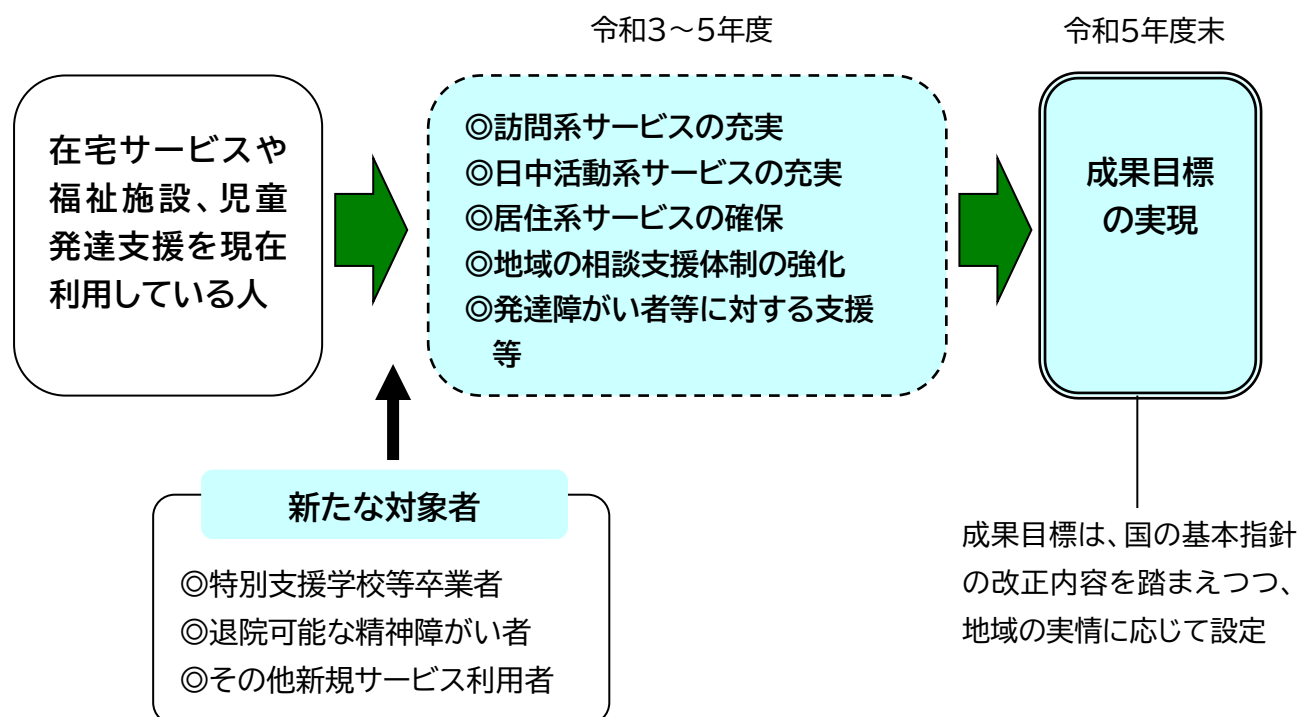 令和3～5年度
令和5年度末
在宅サービスや
福祉施設、児童
発達支援を現在
利用している人
◎訪問系サービスの充実
◎日中活動系サービスの充実
◎居住系サービスの確保
◎地域の相談支援体制の強化
◎発達障がい者等に対する支援
等
成果目標
の実現
新たな対象者
◎特別支援学校等卒業者
◎退院可能な精神障がい者
◎その他新規サービス利用者
成果目標は、国の基本指針
の改正内容を踏まえつつ、
地域の実情に応じて設定